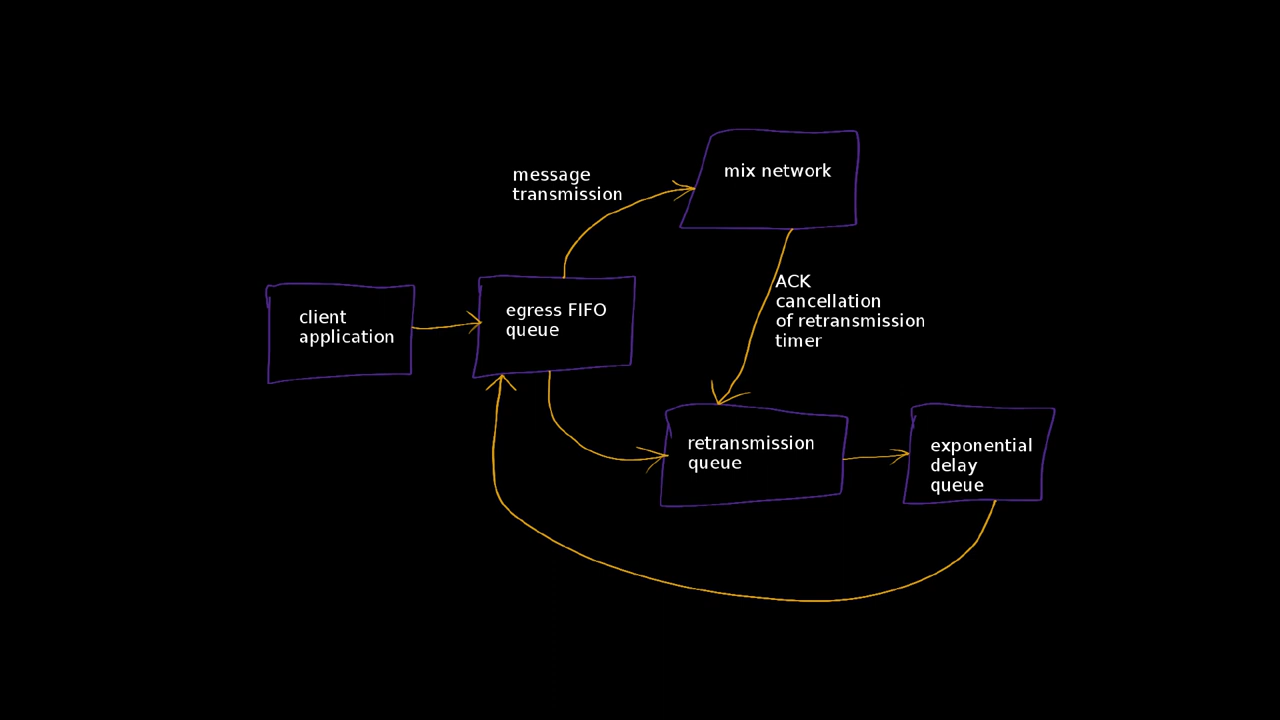 message
transmission
mix network
client
application
egress FIFO
queue
ACK
cancellation
of retransmission
timer
retransmission
queue
exponential
delay
queue